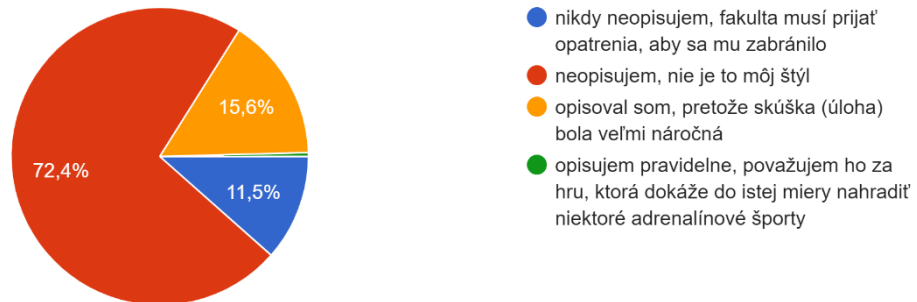 nikdy neopisujem, fakulta musí prijať
opatrenia, aby sa mu zabránilo
neopisujem, nie je to môj štýl
opisoval som, pretože skúška (úloha)
bola veľmi náročná
opisujem pravidelne, považujem ho za
hru, ktorá dokáže do istej miery nahradiť
niektoré adrenalínové športy
15,6%
72,4%
11,5%